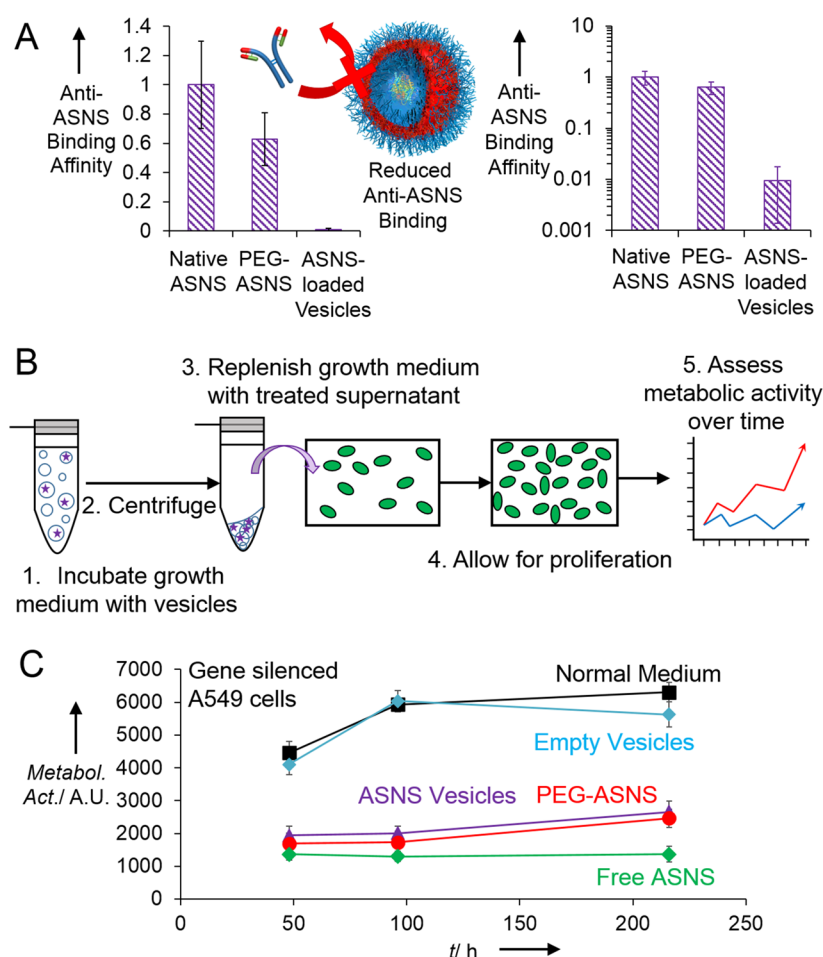 A
Anti-
ASNS
Binding
Affinity
1.4
1.2
1
0.8
0.6
0.4
0.2
0
Native
ASNS
PEG-
ASNS
ASNS-
loaded
Vesicles
Reduced
Anti-ASNS
Binding
Anti-
ASNS
Binding
Affinity
10
1
0.1
0.01
0.001
Native
ASNS
PEG-
ASNS
ASNS-
loaded
Vesicles
B
1. Incubate growth
medium with vesicles
2. Centrifuge
3. Replenish growth medium
with treated supernatant
4. Allow for proliferation
5. Assess
metabolic activity
over time
C
Metabol.
Act./ A.U.
7000
6000
5000
4000
3000
2000
1000
0
Gene silenced
A549 cells
Normal Medium
Empty Vesicles
ASNS Vesicles
PEG-ASNS
Free ASNS
0
50
100
150
200
250
t/ h